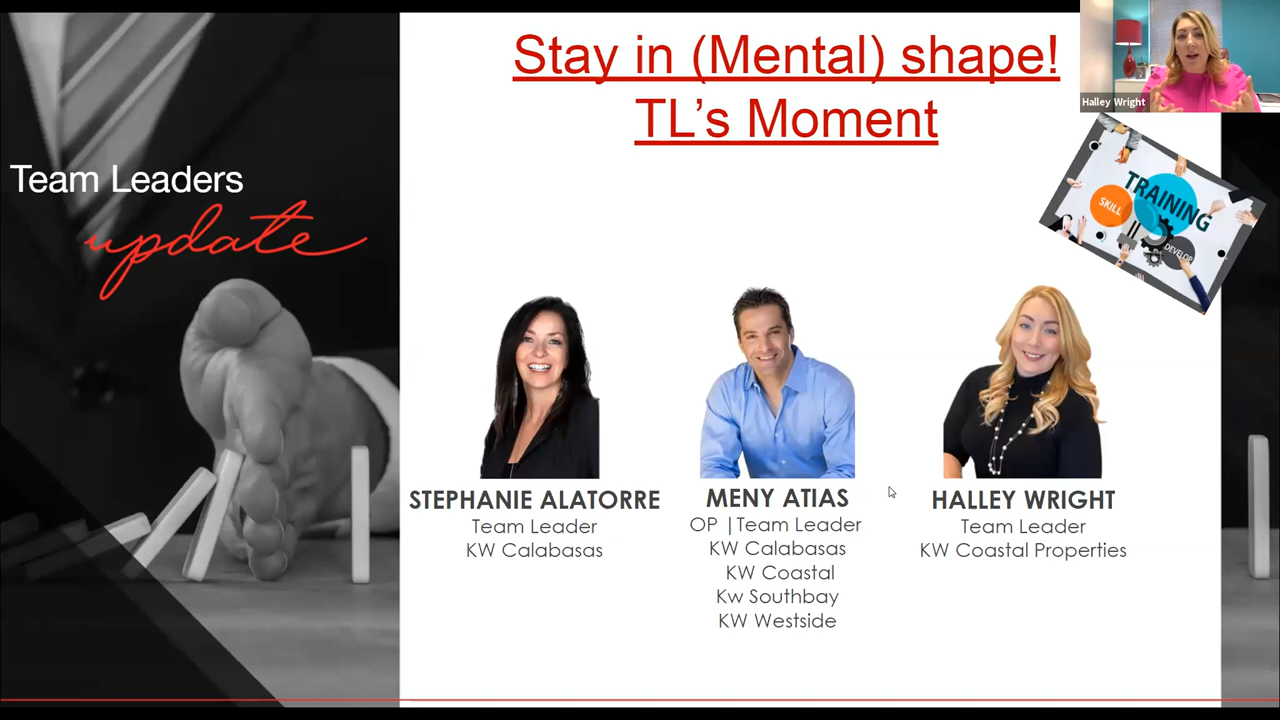 Stay in (Mental) shape!
TL's Moment
Halley Wright
Team Leaders
update
TRAINING
SKILL
DEVELOP
STEPHANIE ALATORRE
Team Leader
KW Calabasas
MENY ATIAS
OP |Team Leader
KW Calabasas
KW Coastal
Kw Southbay
KW Westside
HALLEY WRIGHT
Team Leader
KW Coastal Properties